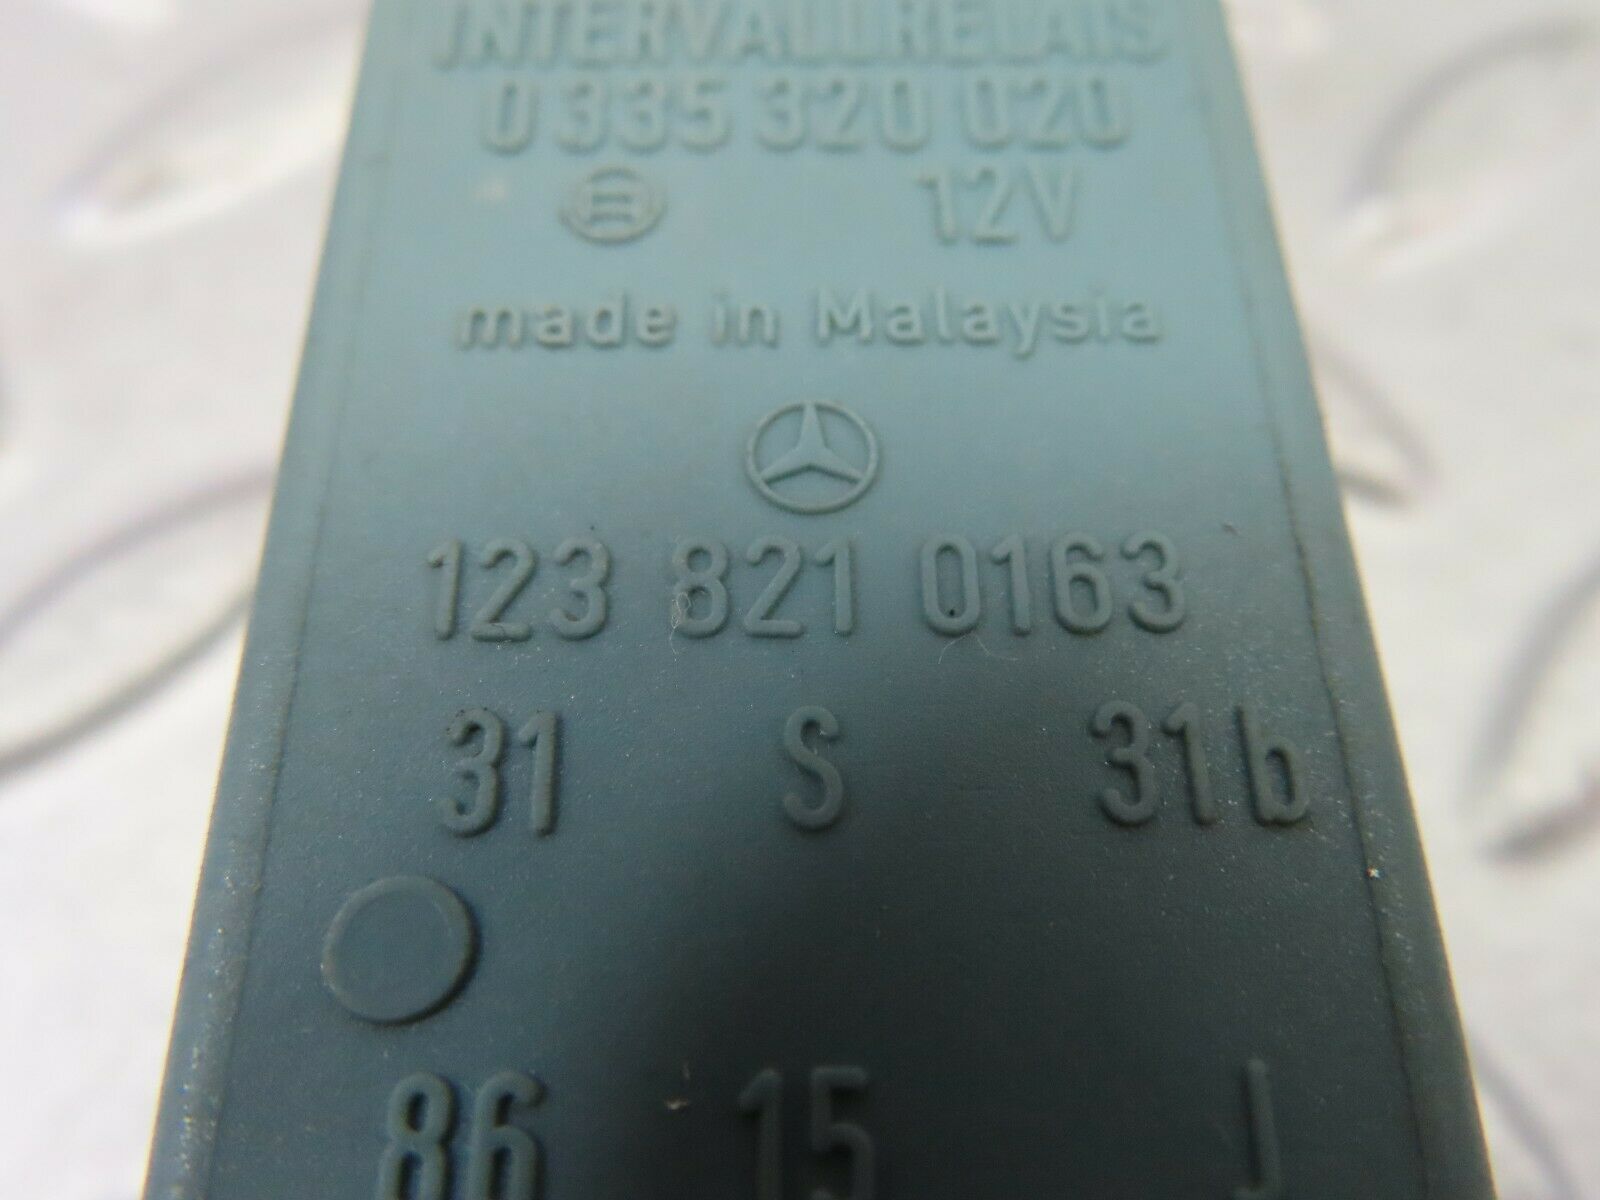 INTERVALLRELAIS
0 335 320 020
12V
made in Malaysia
123 821 0163
31 S 31b
86 15 J